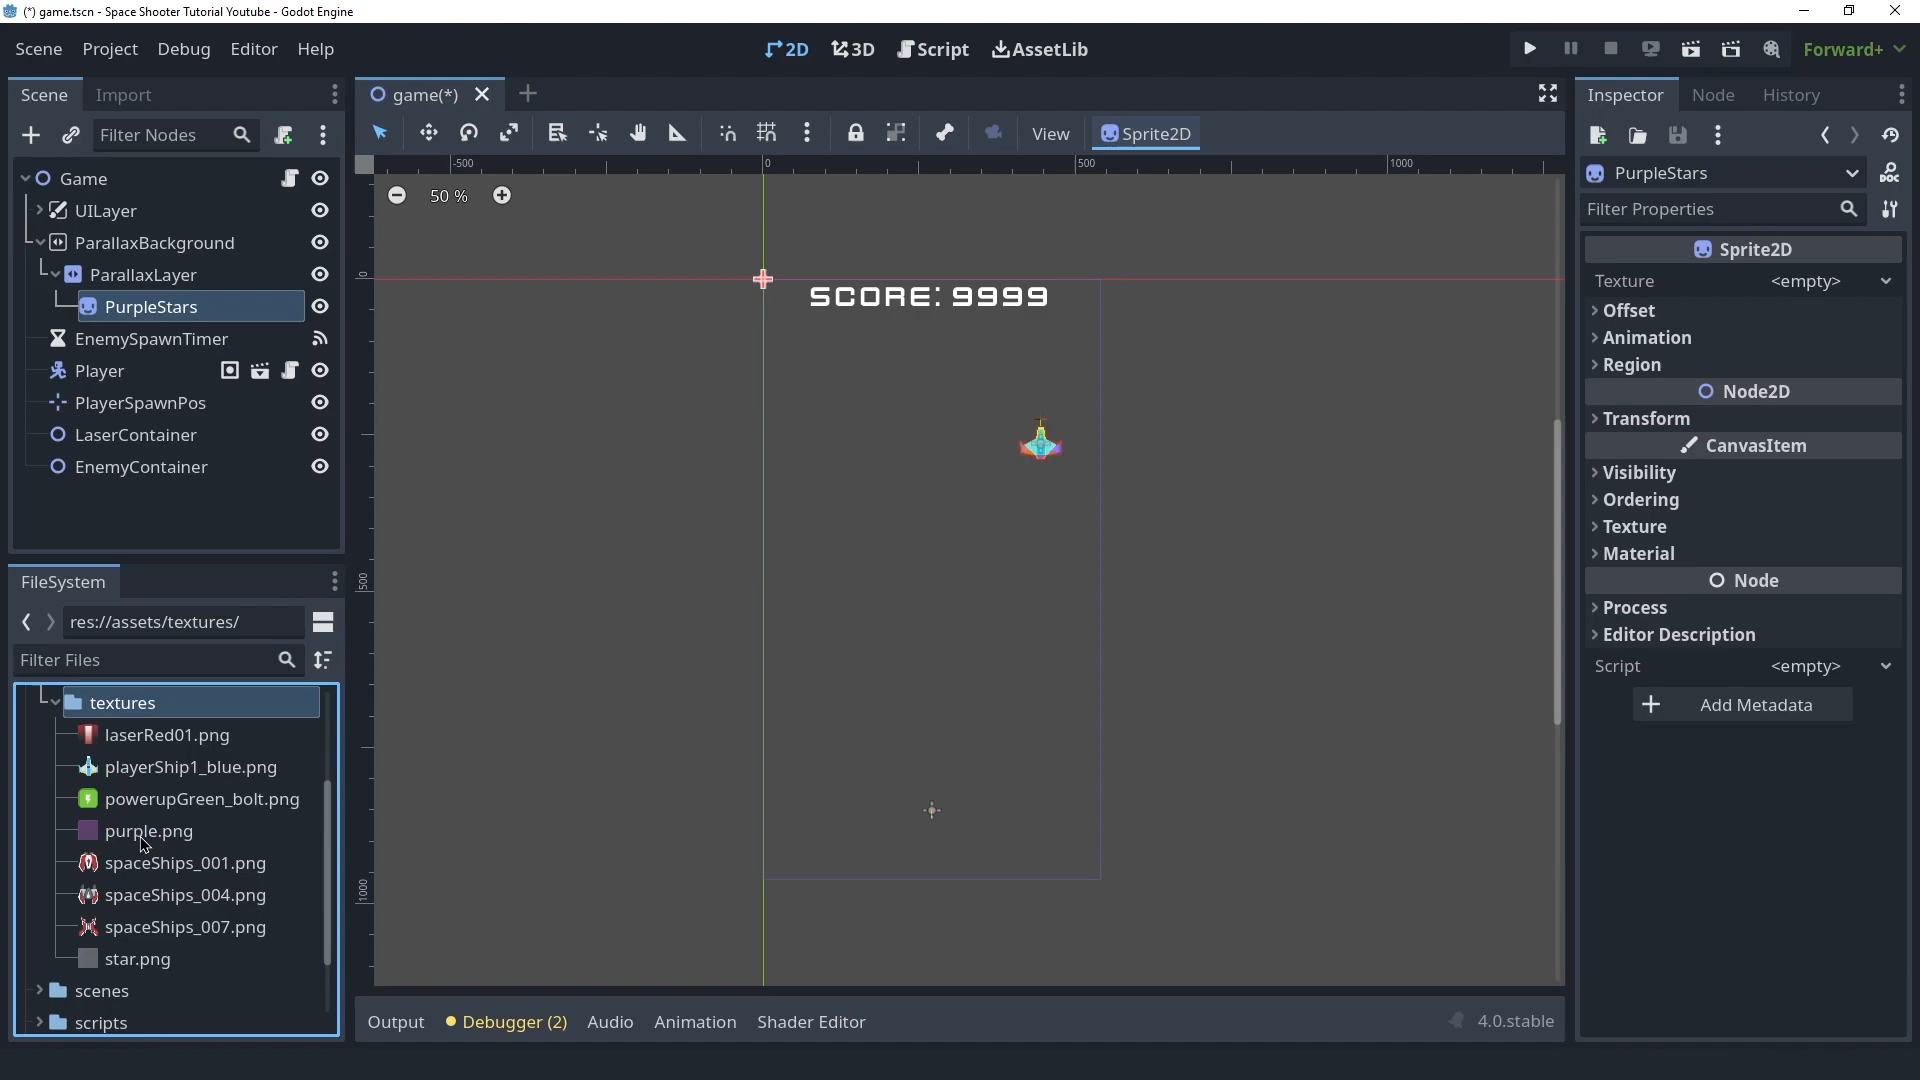 (*) game.tscn - Space Shooter Tutorial Youtube - Godot Engine
Scene Project Debug Editor Help
2D 3D Script AssetLib
Forward+
Scene Import
game(*)
Inspector Node History
Filter Nodes
View Sprite2D
-500 0 500 1000
Game
UILayer
ParallaxBackground
ParallaxLayer
PurpleStars
EnemySpawnTimer
Player
PlayerSpawnPos
LaserContainer
EnemyContainer
50 %
0
500
1000
SCORE: 9999
PurpleStars
DOC
Filter Properties
Sprite2D
Texture <empty>
Offset
Animation
Region
Node2D
Transform
CanvasItem
Visibility
Ordering
Texture
Material
Node
Process
Editor Description
Script <empty>
Add Metadata
FileSystem
res://assets/textures/
Filter Files
textures
laserRed01.png
playerShip1_blue.png
powerupGreen_bolt.png
purple.png
spaceShips_001.png
spaceShips_004.png
spaceShips_007.png
star.png
scenes
scripts
Output Debugger (2) Audio Animation Shader Editor
4.0.stable